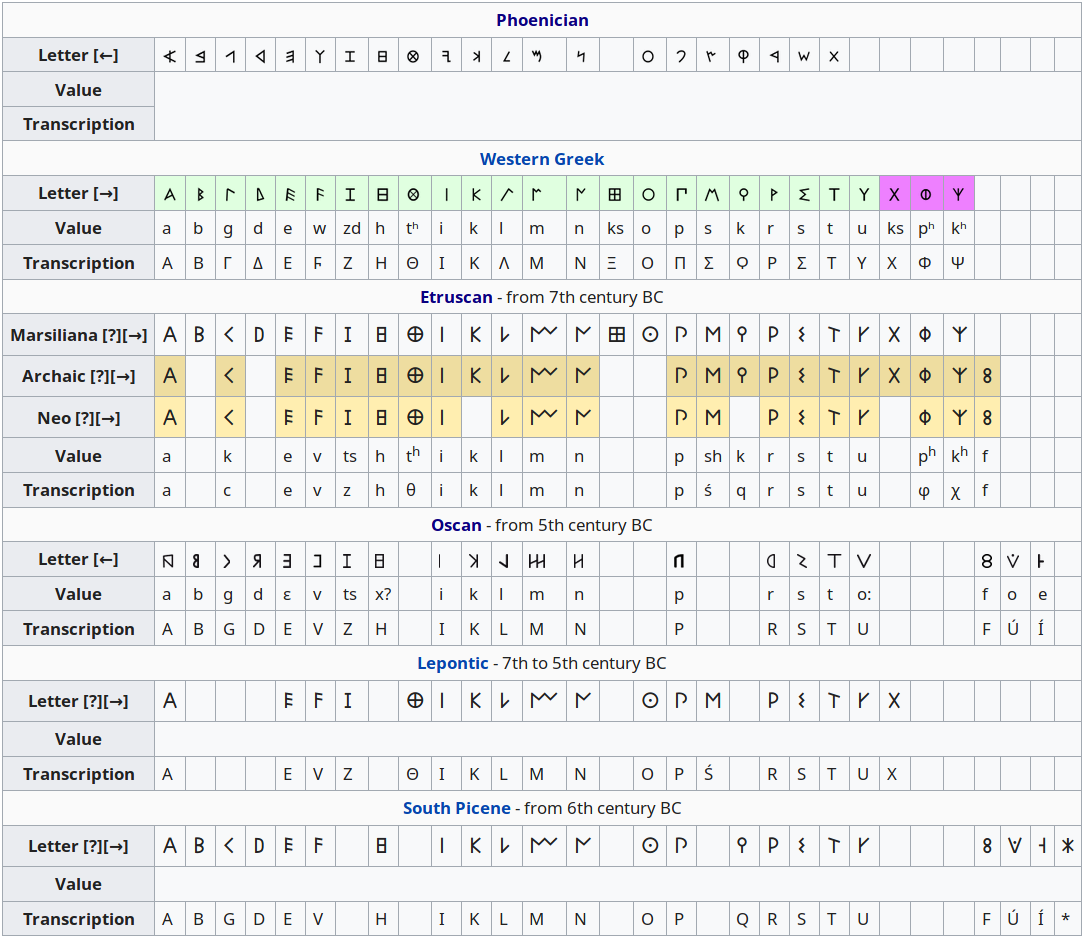 Phoenician
Letter [←] 𐤀 𐤁 𐤂 𐤃 𐤄 𐤅 𐤆 𐤇 𐤈 𐤉 𐤊 𐤋 𐤌 𐤍 𐤏 𐤐 𐤑 𐤒 𐤓 𐤔 𐤕
Value
Transcription
Western Greek
Letter [→] Α Β Γ Δ Ε Ϝ Ζ Η Θ Ι Κ Λ Μ Ν Ξ Ο Π Ϻ Ϙ Ρ Σ Τ Υ Χ Φ Ψ
Value a b g d e w zd h tʰ i k l m n ks o p s k r s t u ks pʰ kʰ
Transcription Α Β Γ Δ Ε Ϝ Ζ Η Θ Ι Κ Λ Μ Ν Ξ Ο Π Σ Ϙ Ρ Σ Τ Υ Χ Φ Ψ
Etruscan - from 7th century BC
Marsiliana [?][→] 𐌀 𐌁 𐌂 𐌃 𐌄 𐌅 𐌆 𐌇 𐌈 𐌉 𐌊 𐌋 𐌌 𐌍 𐌎 𐌏 𐌐 𐌑 𐌒 𐌓 𐌔 𐌕 𐌖 𐌗 𐌘 𐌙
Archaic [?][→] 𐌀 𐌂 𐌄 𐌅 𐌆 𐌇 𐌈 𐌉 𐌊 𐌋 𐌌 𐌍 𐌐 𐌑 𐌒 𐌓 𐌔 𐌕 𐌖 𐌗 𐌘 𐌙 𐌚
Neo [?][→] 𐌀 𐌂 𐌄 𐌅 𐌆 𐌇 𐌈 𐌉 𐌋 𐌌 𐌍 𐌐 𐌑 𐌓 𐌔 𐌕 𐌖 𐌘 𐌙 𐌚
Value a k e v ts h tʰ i k l m n p sh k r s t u pʰ kʰ f
Transcription a c e v z h θ i k l m n p ś q r s t u φ χ f
Oscan - from 5th century BC
Letter [←] 𐌀 𐌁 𐌂 𐌃 𐌄 𐌅 𐌆 𐌇 𐌉 𐌊 𐌋 𐌌 𐌍 𐌐 𐌓 𐌔 𐌕 𐌖 𐌚 𐌞 𐌝
Value a b g d ɛ v ts x? i k l m n p r s t o: f o e
Transcription A B G D E V Z H I K L M N P R S T U F Ú Í
Lepontic - 7th to 5th century BC
Letter [?][→] 𐌀 𐌄 𐌅 𐌆 𐌈 𐌉 𐌊 𐌋 𐌌 𐌍 𐌏 𐌐 𐌑 𐌓 𐌔 𐌕 𐌖 𐌗
Value
Transcription A E V Z Θ I K L M N O P Ś R S T U X
South Picene - from 6th century BC
Letter [?][→] 𐌀 𐌁 𐌂 𐌃 𐌄 𐌅 𐌇 𐌉 𐌊 𐌋 𐌌 𐌍 𐌏 𐌐 𐌒 𐌓 𐌔 𐌕 𐌖 𐌚 𐌞 𐌝 𐌟
Value
Transcription A B G D E V H I K L M N O P Q R S T U F Ú Í *